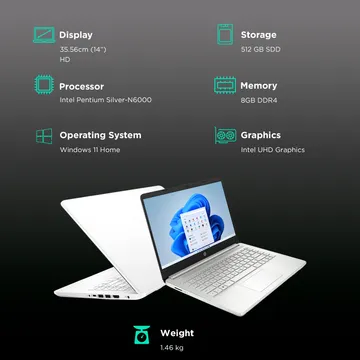 Display
35.56cm (14")
HD
Storage
512 GB SDD
Processor
Intel Pentium Silver-N6000
Memory
8GB DDR4
Operating System
Windows 11 Home
Graphics
Intel UHD Graphics
Weight
1.46 kg